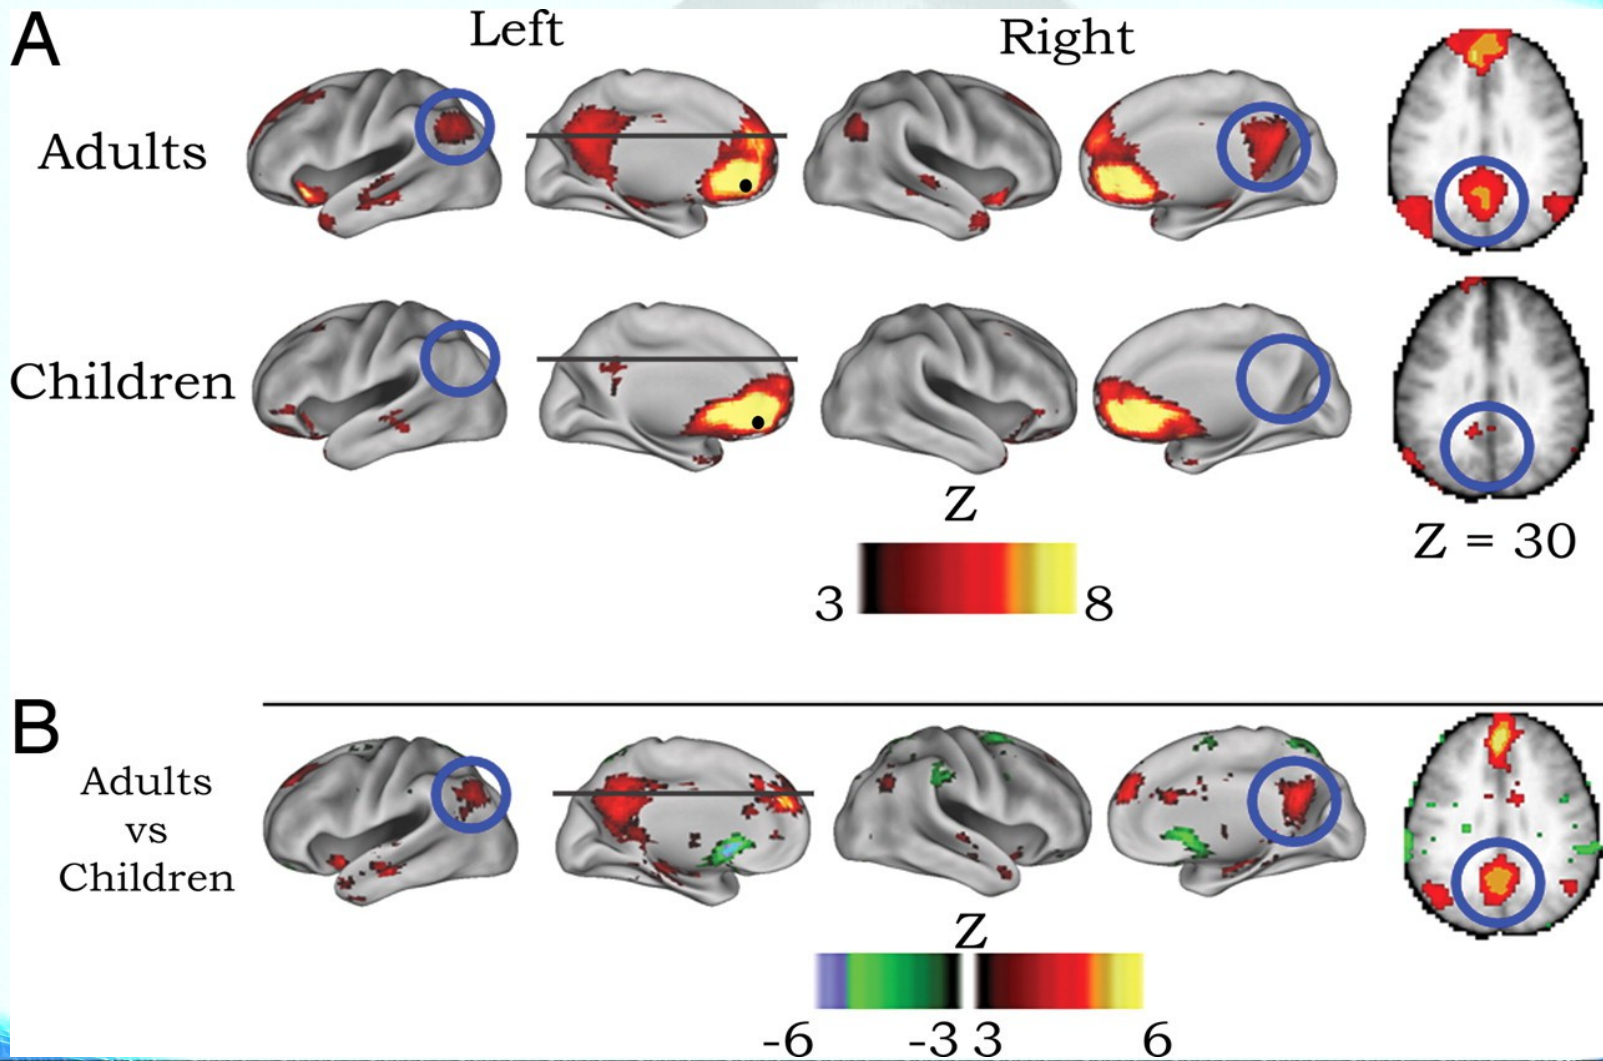 A
Left
Right
Adults
Children
Z
3
8
Z = 30
B
Adults
vs
Children
Z
-6
-3
3
6